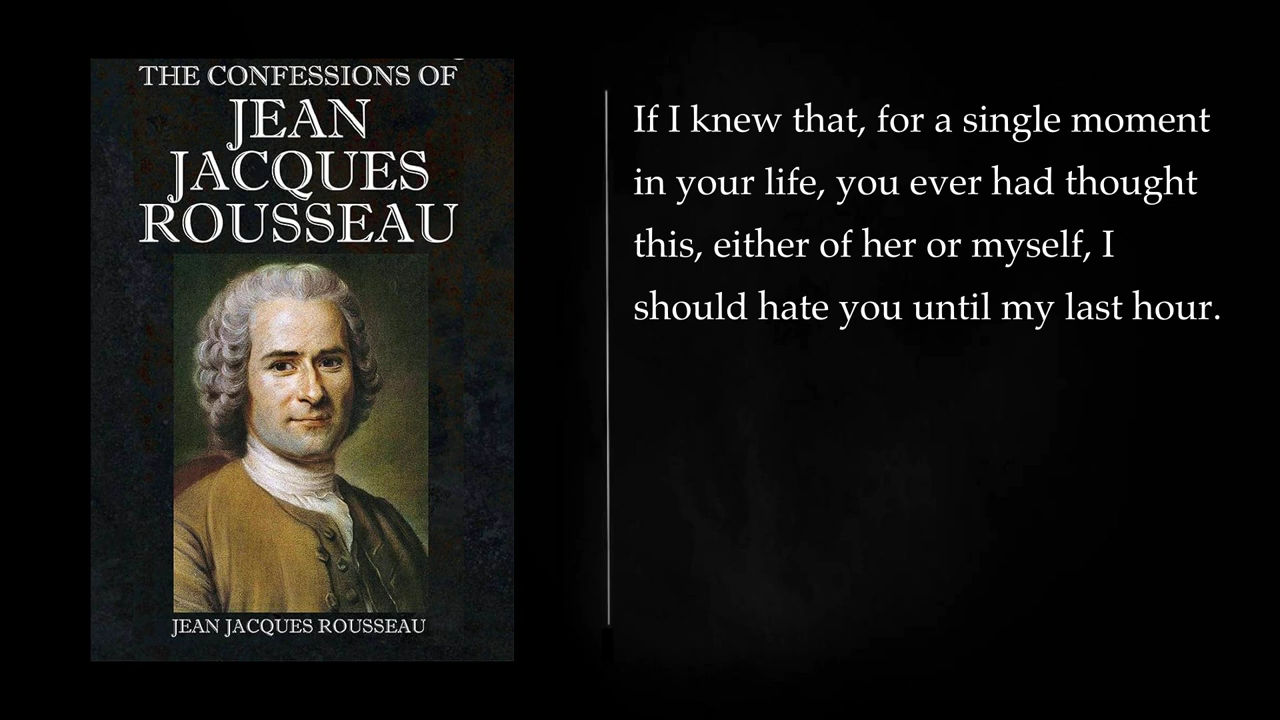 THE CONFESSIONS OF
JEAN
JACQUES
ROUSSEAU
JEAN JACQUES ROUSSEAU
If I knew that, for a single moment
in your life, you ever had thought
this, either of her or myself, I
should hate you until my last hour.